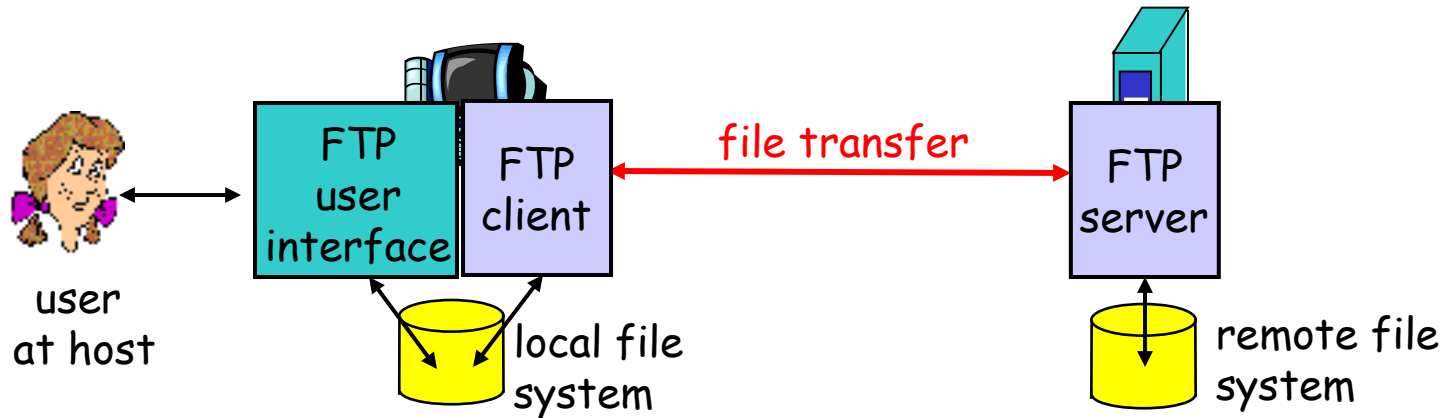 FTP
user
interface
FTP
client
file transfer
FTP
server
user
at host
local file
system
remote file
system